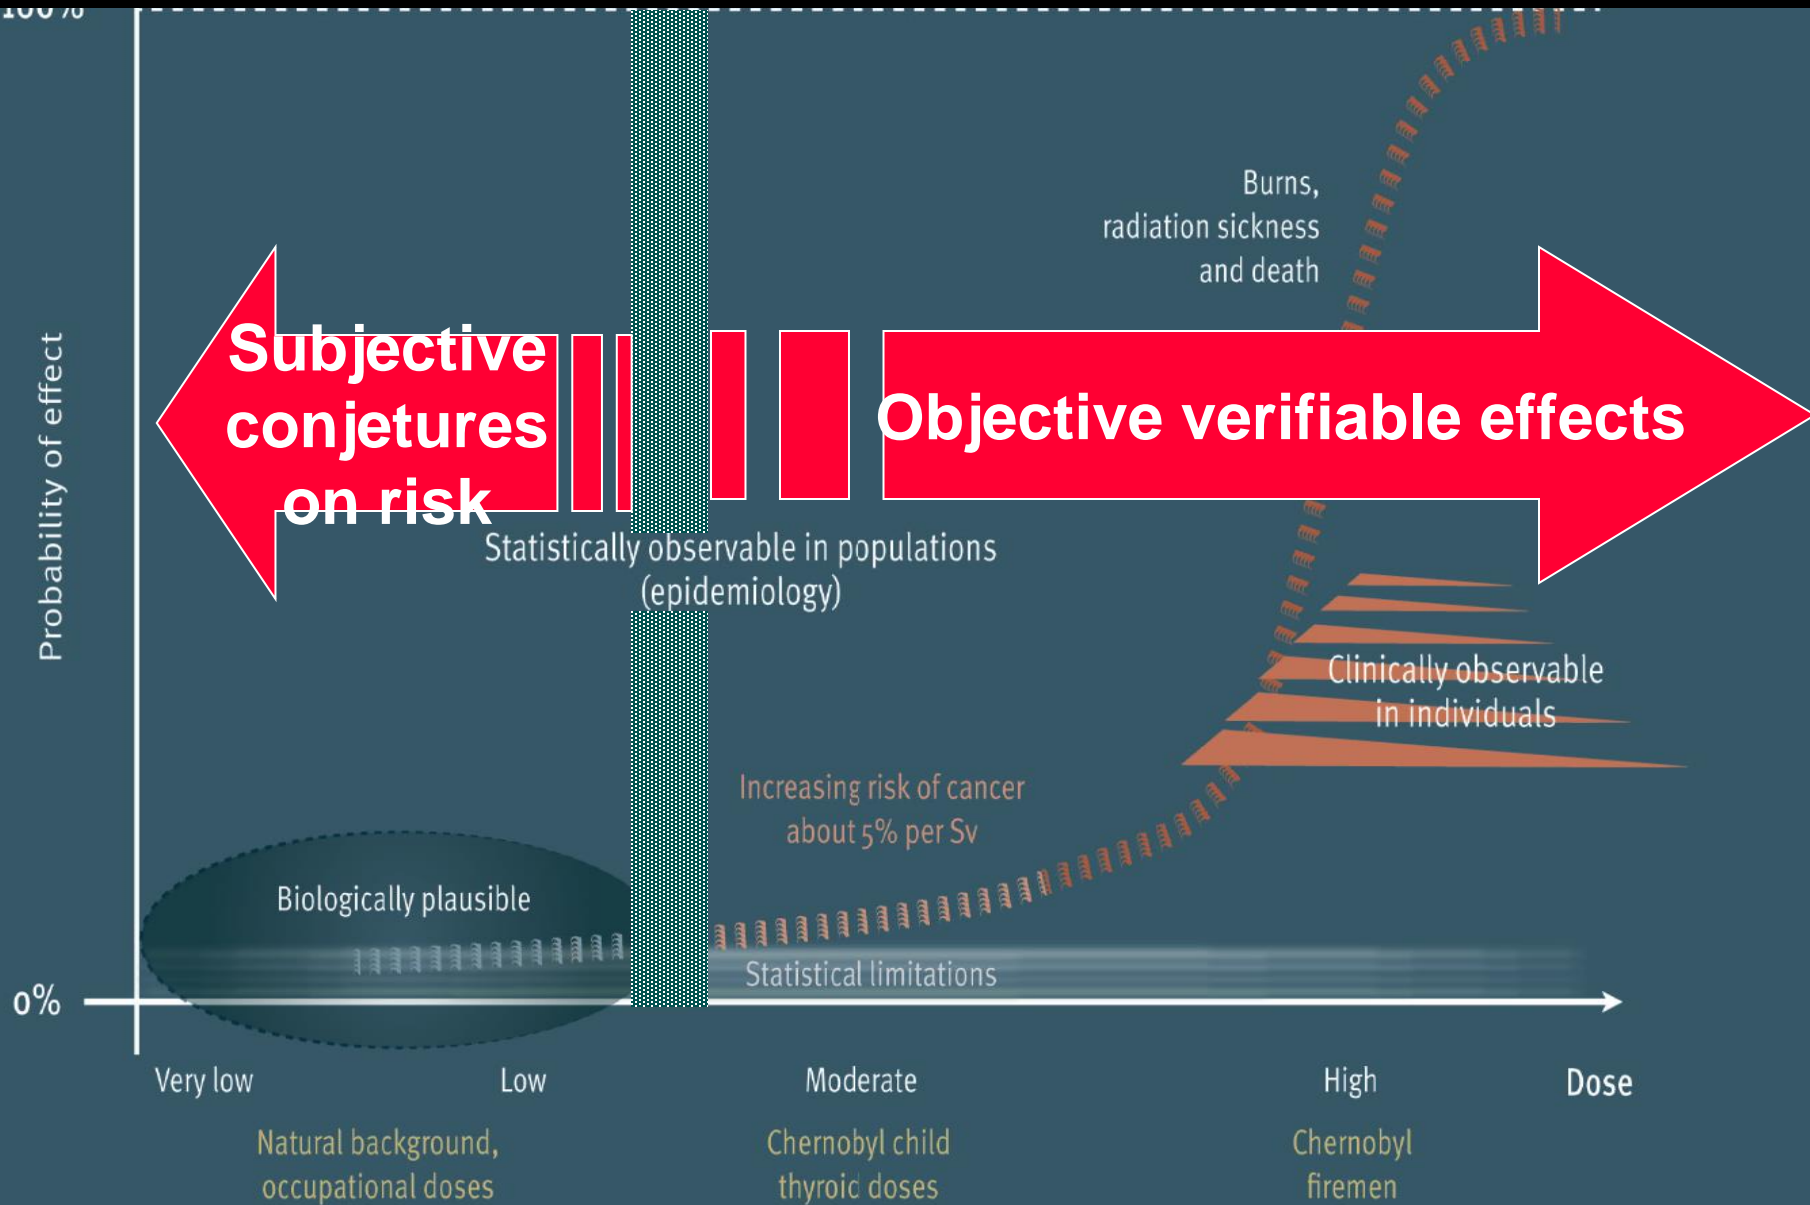 100%
Burns,
radiation sickness
and death
Subjective
conjetures
on risk
Objective verifiable effects
Probability of effect
Statistically observable in populations
(epidemiology)
Clinically observable
in individuals
Increasing risk of cancer
about 5% per Sv
Biologically plausible
Statistical limitations
0%
Very low
Low
Moderate
High
Dose
Natural background,
occupational doses
Chernobyl child
thyroid doses
Chernobyl
firemen